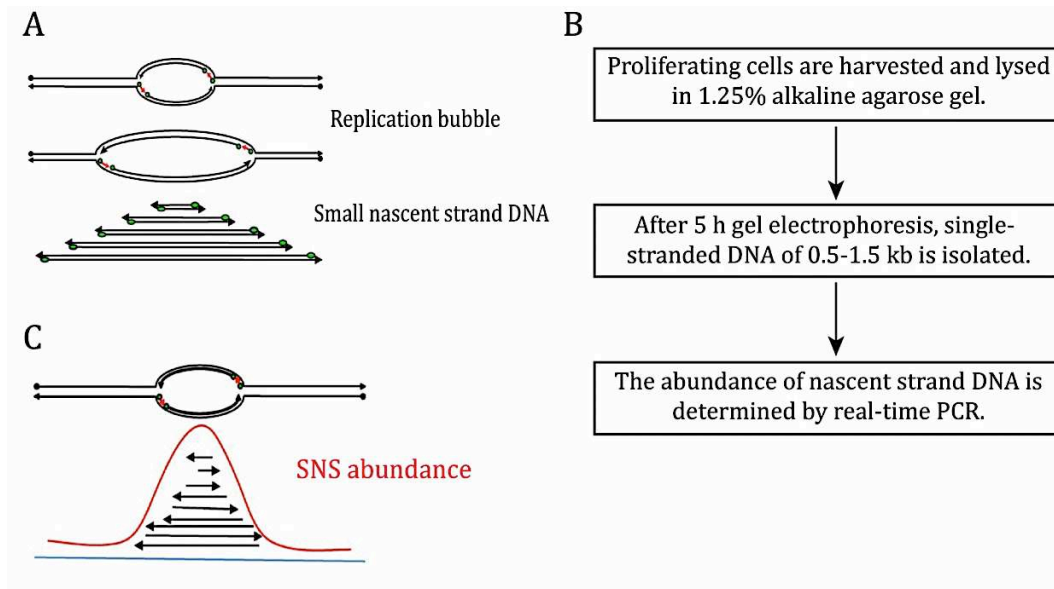 A
Replication bubble
Small nascent strand DNA
B
Proliferating cells are harvested and lysed
in 1.25% alkaline agarose gel.
After 5 h gel electrophoresis, single-
stranded DNA of 0.5-1.5 kb is isolated.
The abundance of nascent strand DNA is
determined by real-time PCR.
C
SNS abundance